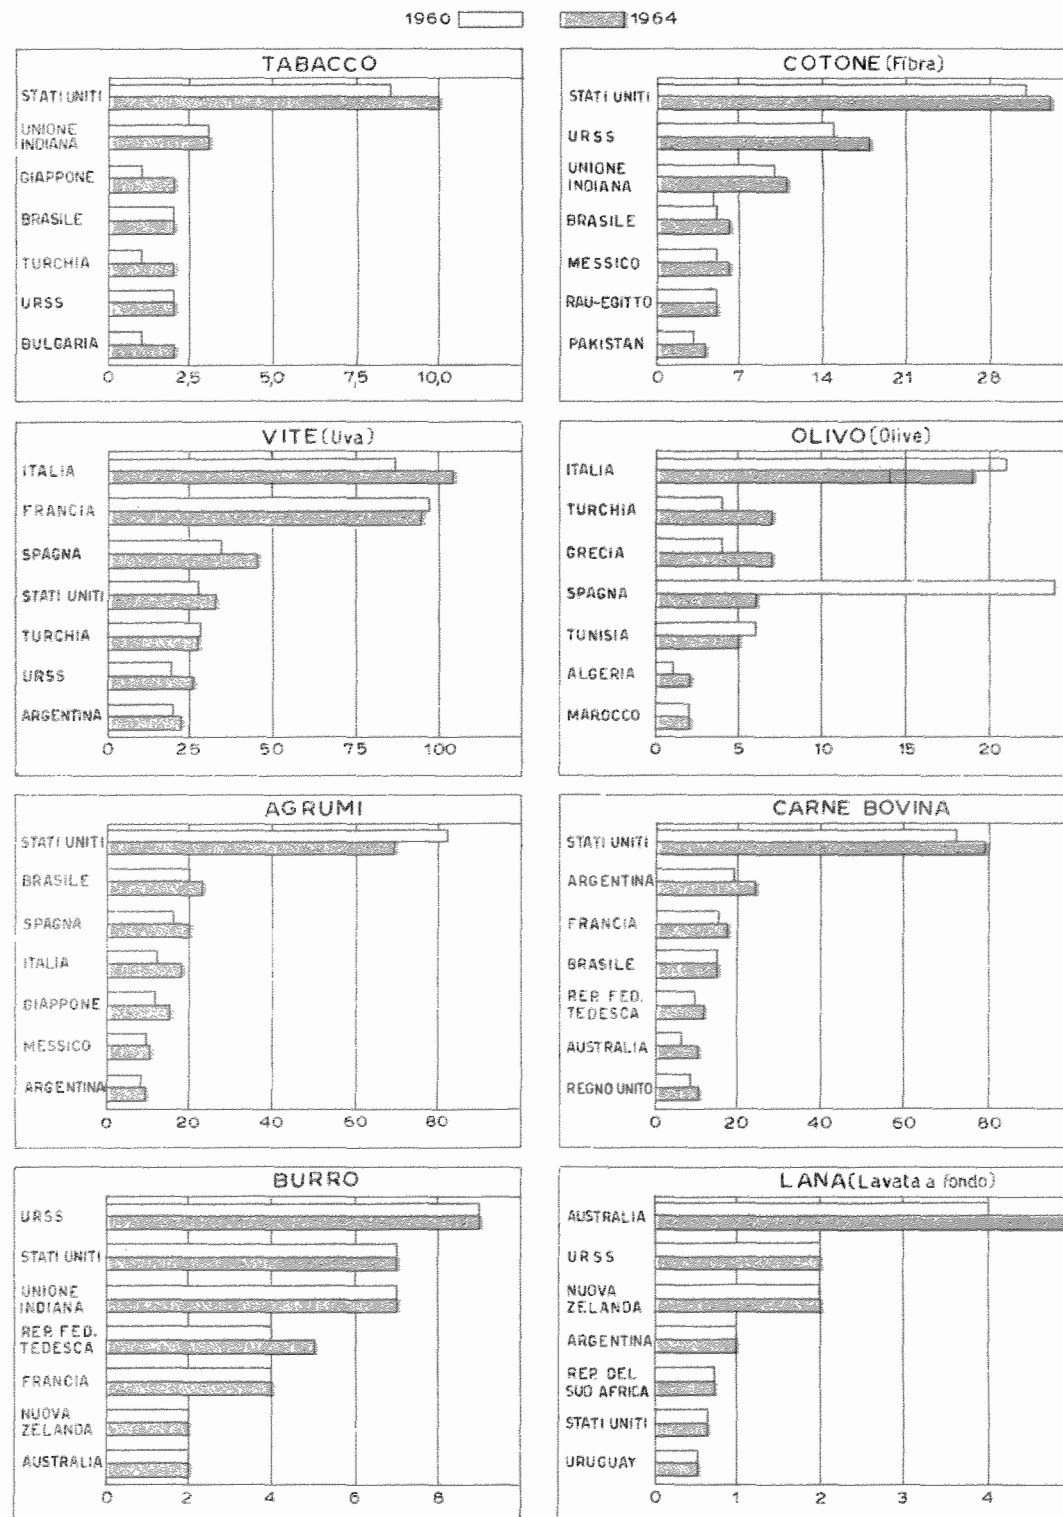 1960 1964
TABACCO
STATI UNITI
UNIONE
INDIANA
GIAPPONE
BRASILE
TURCHIA
URSS
BULGARIA
0 2,5 5,0 7,5 10,0
COTONE (Fibra)
STATI UNITI
URSS
UNIONE
INDIANA
BRASILE
MESSICO
RAU-EGITTO
PAKISTAN
0 7 14 21 28
VITE (Uva)
ITALIA
FRANCIA
SPAGNA
STATI UNITI
TURCHIA
URSS
ARGENTINA
0 25 50 75 100
OLIVO (Olive)
ITALIA
TURCHIA
GRECIA
SPAGNA
TUNISIA
ALGERIA
MAROCCO
0 5 10 15 20
AGRUMI
STATI UNITI
BRASILE
SPAGNA
ITALIA
GIAPPONE
MESSICO
ARGENTINA
0 20 40 60 80
CARNE BOVINA
STATI UNITI
ARGENTINA
FRANCIA
BRASILE
REP. FED.
TEDESCA
AUSTRALIA
REGNO UNITO
0 20 40 60 80
BURRO
URSS
STATI UNITI
UNIONE
INDIANA
REP. FED.
TEDESCA
FRANCIA
NUOVA
ZELANDA
AUSTRALIA
0 2 4 6 8
LANA (Lavata a fondo)
AUSTRALIA
URSS
NUOVA
ZELANDA
ARGENTINA
REP. DEL
SUD AFRICA
STATI UNITI
URUGUAY
0 1 2 3 4